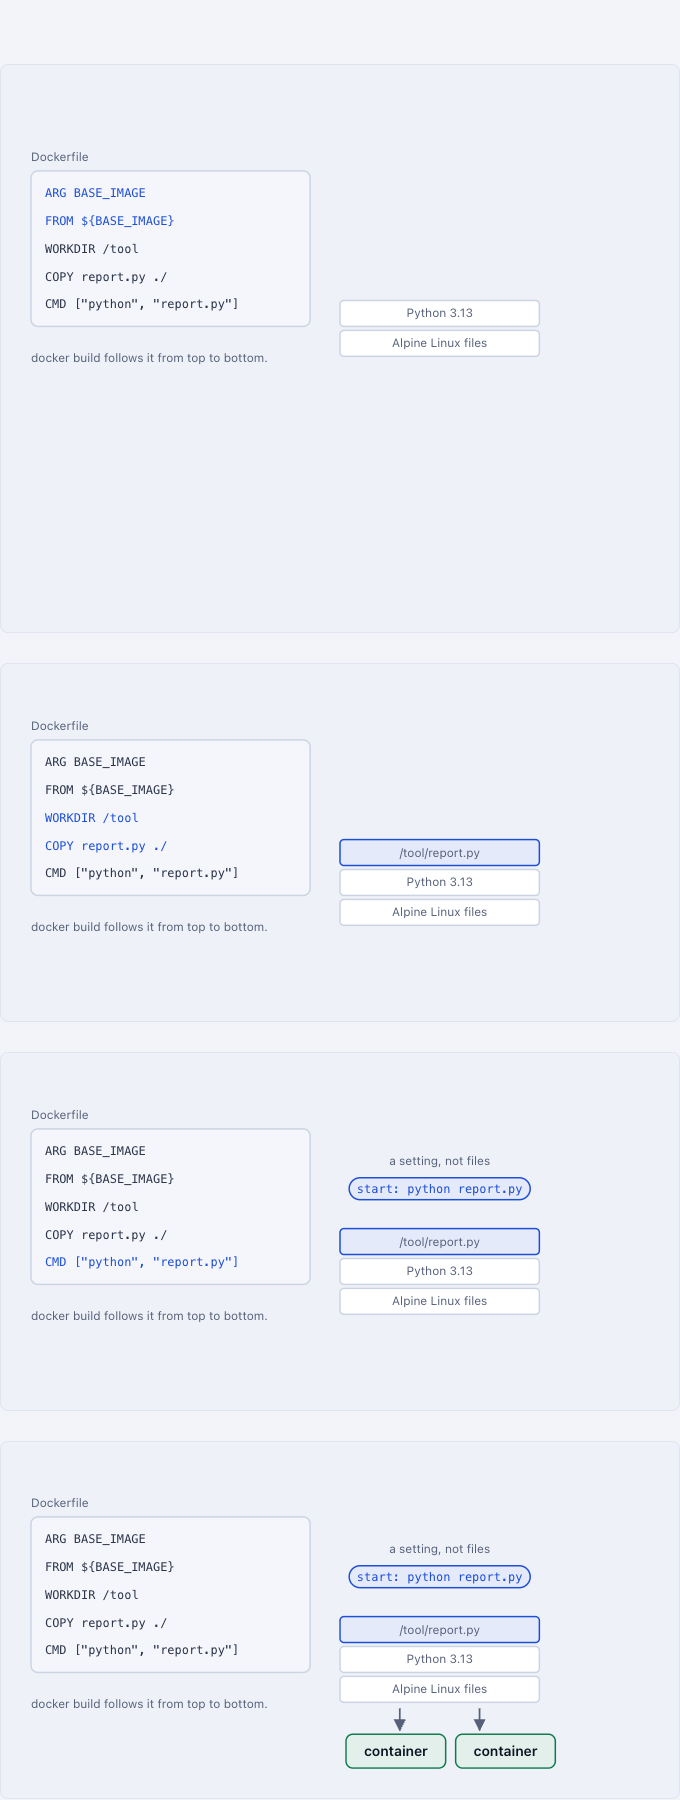 Dockerfile
ARG BASE_IMAGE
FROM ${BASE_IMAGE}
WORKDIR /tool
COPY report.py ./
CMD ["python", "report.py"]
docker build follows it from top to bottom.
Python 3.13
Alpine Linux files
Dockerfile
ARG BASE_IMAGE
FROM ${BASE_IMAGE}
WORKDIR /tool
COPY report.py ./
CMD ["python", "report.py"]
docker build follows it from top to bottom.
/tool/report.py
Python 3.13
Alpine Linux files
Dockerfile
ARG BASE_IMAGE
FROM ${BASE_IMAGE}
WORKDIR /tool
COPY report.py ./
CMD ["python", "report.py"]
docker build follows it from top to bottom.
a setting, not files
start: python report.py
/tool/report.py
Python 3.13
Alpine Linux files
Dockerfile
ARG BASE_IMAGE
FROM ${BASE_IMAGE}
WORKDIR /tool
COPY report.py ./
CMD ["python", "report.py"]
docker build follows it from top to bottom.
a setting, not files
start: python report.py
/tool/report.py
Python 3.13
Alpine Linux files
container
container